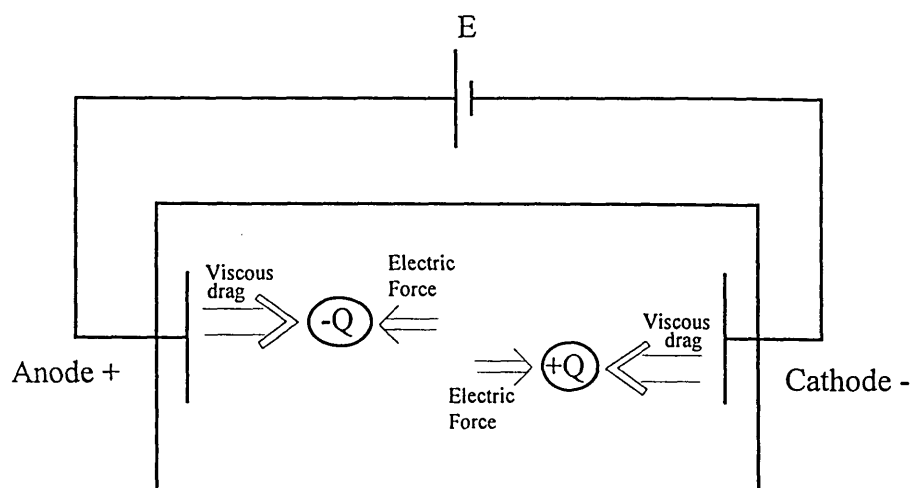 E
Viscous
drag
Electric
Force
-Q
Viscous
drag
+Q
Electric
Force
Anode +
Cathode -